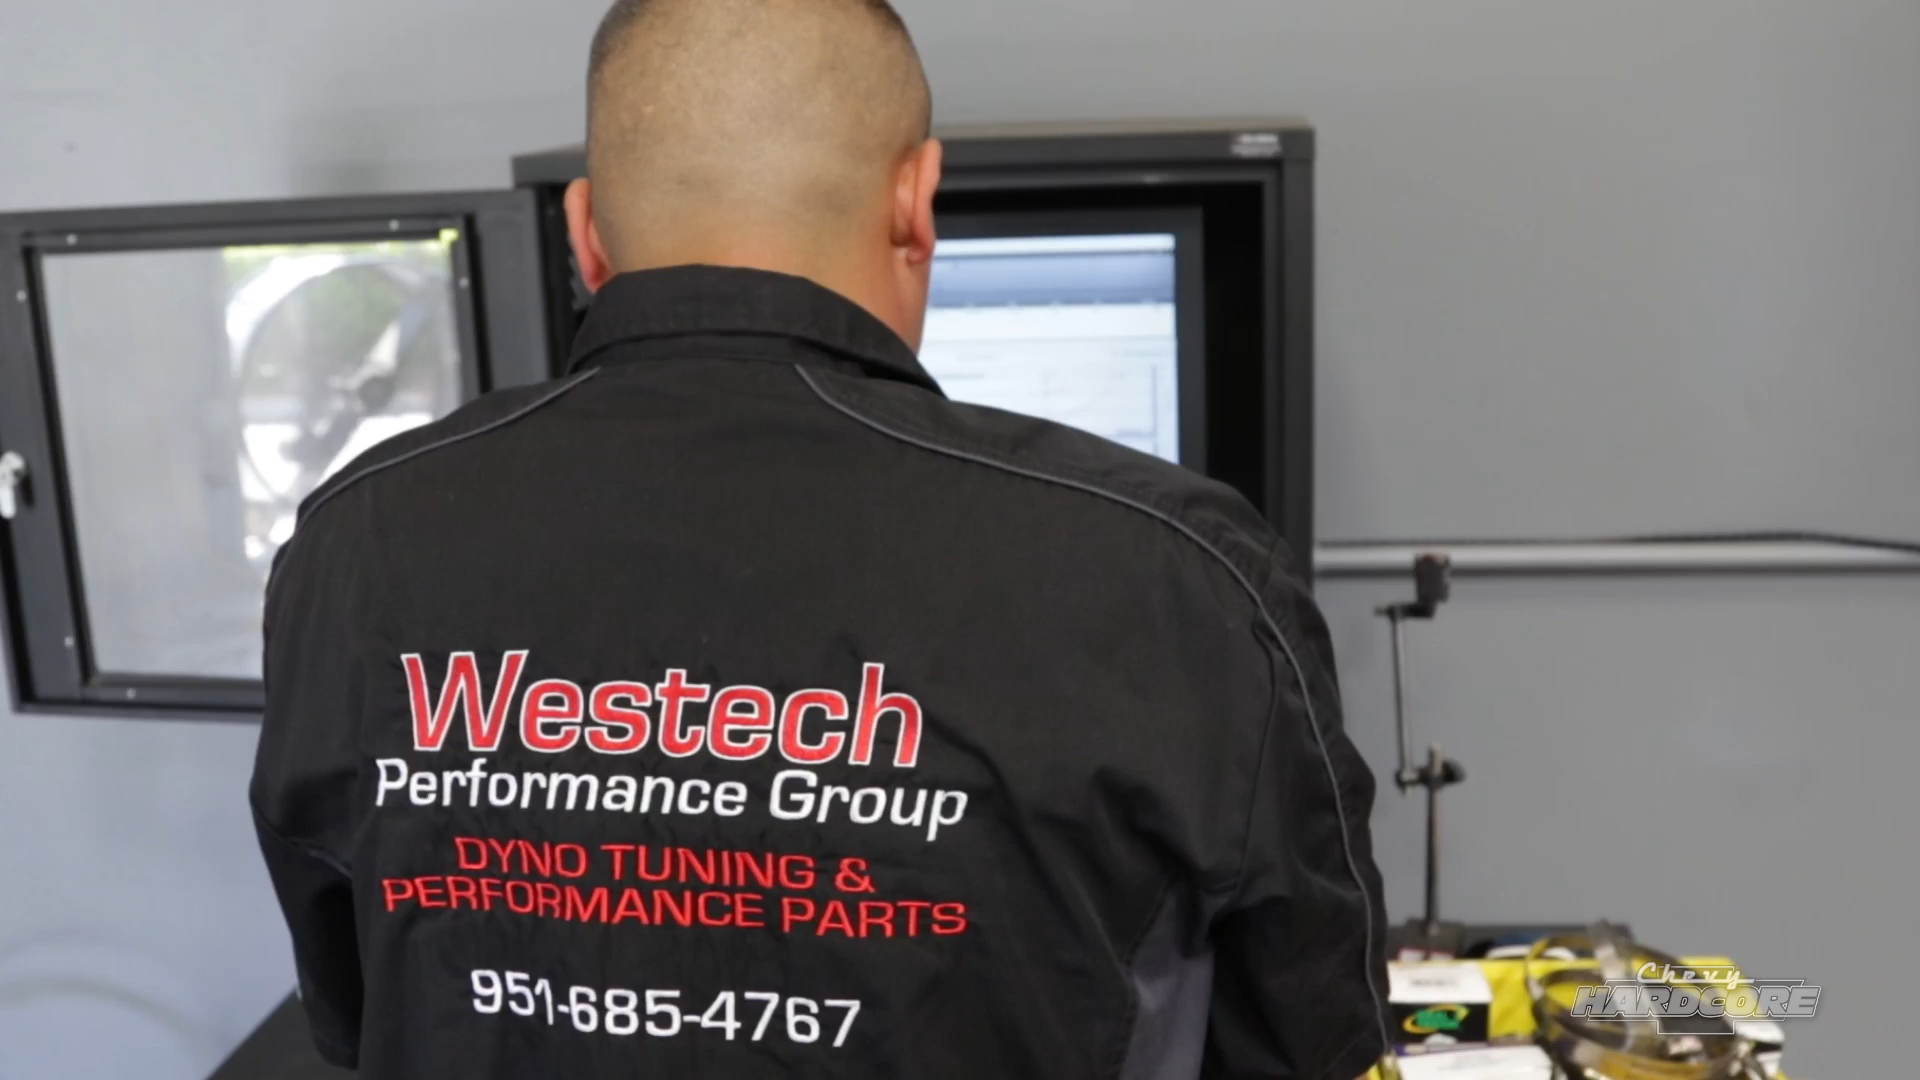 Westech
Performance Group
DYNO TUNING &
PERFORMANCE PARTS
951-685-4767
Chevy
HARDCORE